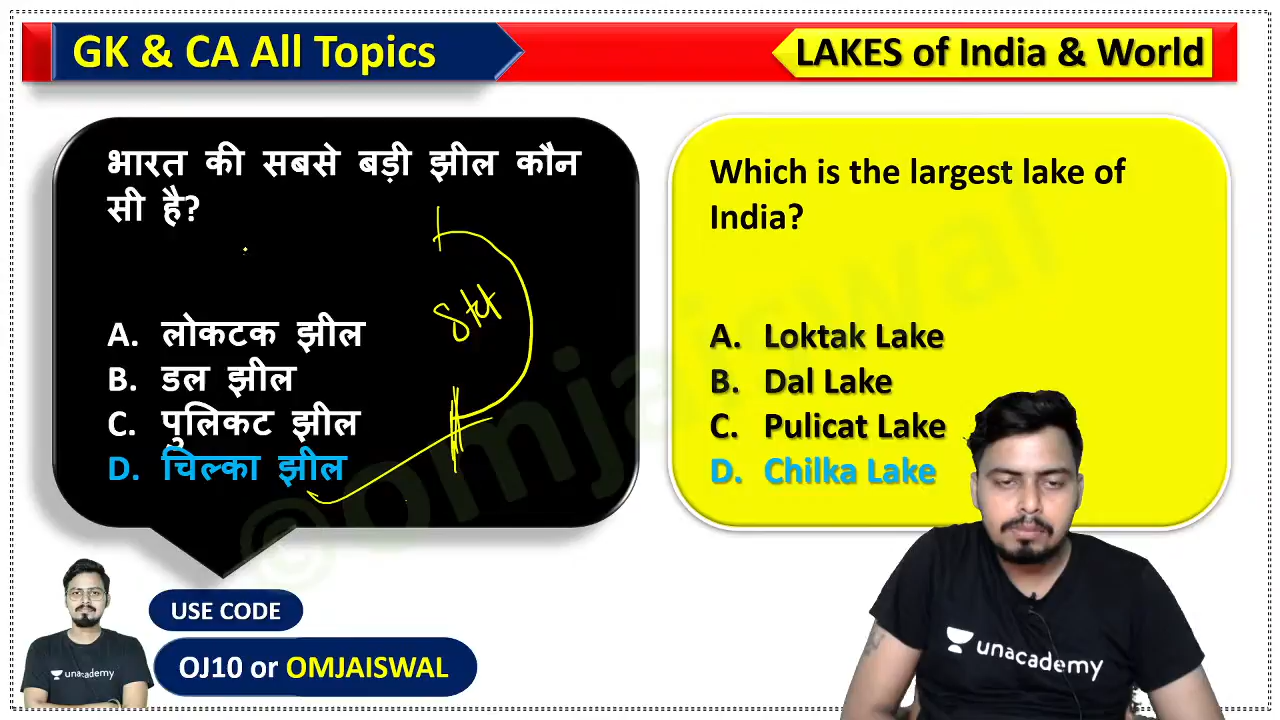 GK & CA All Topics
LAKES of India & World
भारत की सबसे बड़ी झील कौन
सी है?
A. लोकटक झील
B. डल झील
C. पुलिकट झील
D. चिल्का झील
Which is the largest lake of
India?
A. Loktak Lake
B. Dal Lake
C. Pulicat Lake
D. Chilka Lake
©omjaiswal
USE CODE
OJ10 or OMJAISWAL
unacademy
unacademy